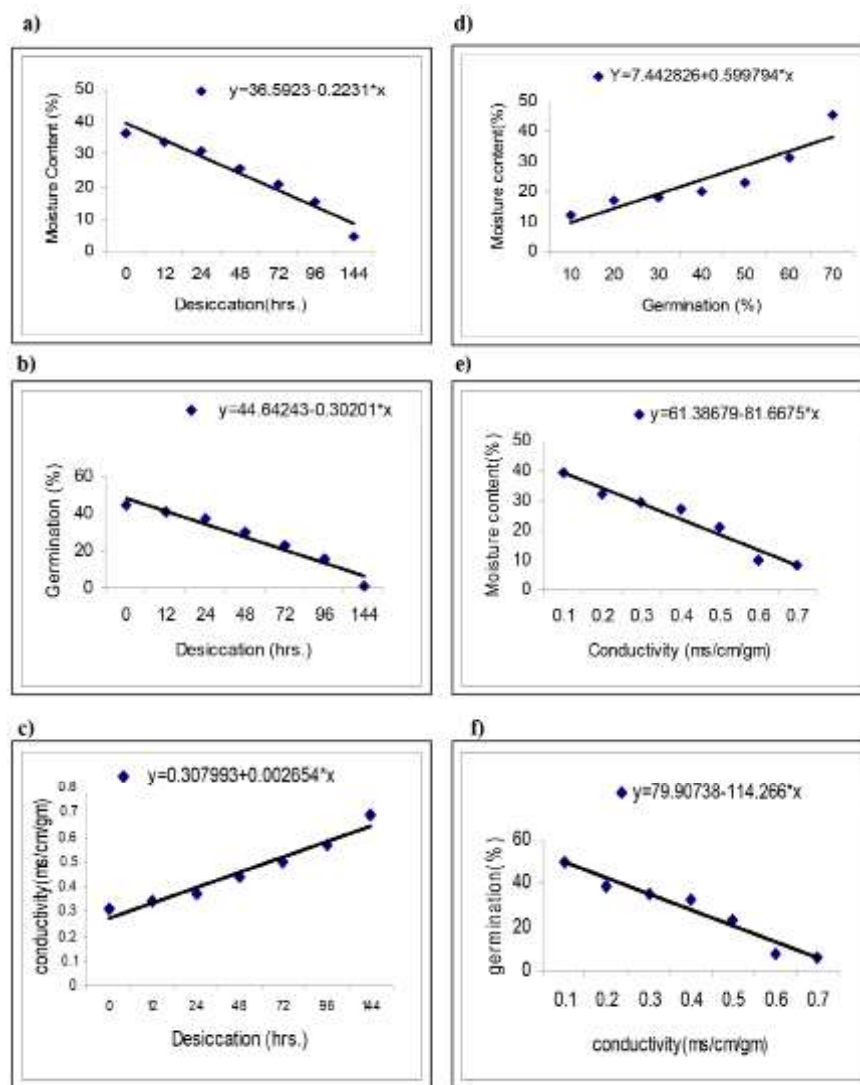 a)
y=36.5923-0.2231*x
Moisture Content (%)
50
40
30
20
10
0
0 12 24 48 72 96 144
Desiccation(hrs.)
b)
y=44.64243-0.30201*x
Germination (%)
60
40
20
0
0 12 24 48 72 96 144
Desiccation (hrs.)
c)
y=0.307993+0.002654*x
conductivity(ms/cm/gm)
0.8
0.7
0.6
0.5
0.4
0.3
0.2
0.1
0
0 12 24 48 72 96 144
Desiccation (hrs.)
d)
Y=7.442826+0.599794*x
Moisture content(%)
50
40
30
20
10
0
10 20 30 40 50 60 70
Germination (%)
e)
y=61.38679-81.6675*x
Moisture content(%)
50
40
30
20
10
0
0.1 0.2 0.3 0.4 0.5 0.6 0.7
Conductivity (ms/cm/gm)
f)
y=79.90738-114.266*x
germination(%)
60
40
20
0
0.1 0.2 0.3 0.4 0.5 0.6 0.7
conductivity(ms/cm/gm)